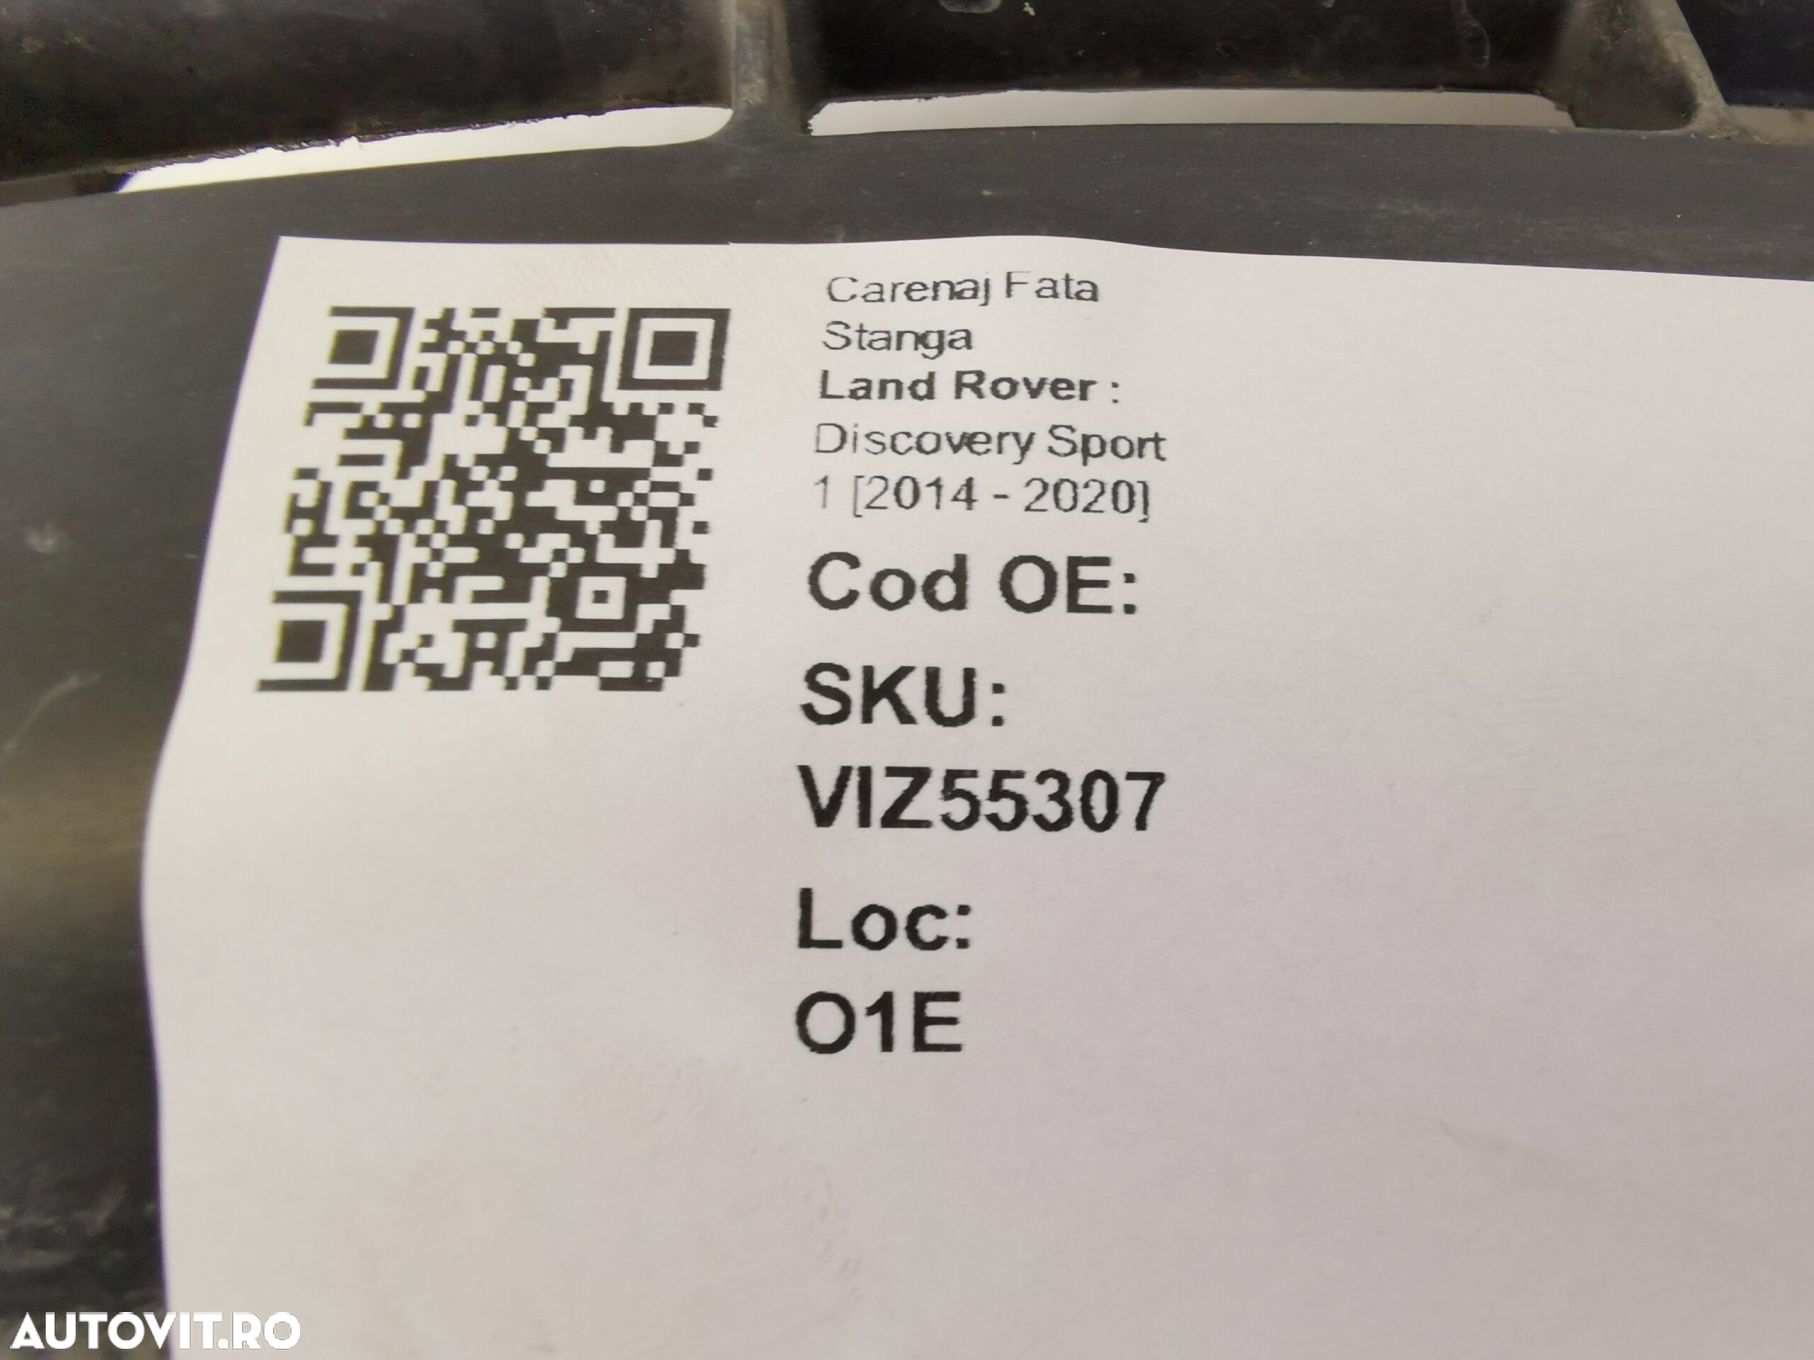 Carenaj Fata
Stanga
Land Rover :
Discovery Sport
1 [2014 - 2020]
Cod OE:
SKU:
VIZ55307
Loc:
O1E
AUTOVIT.RO